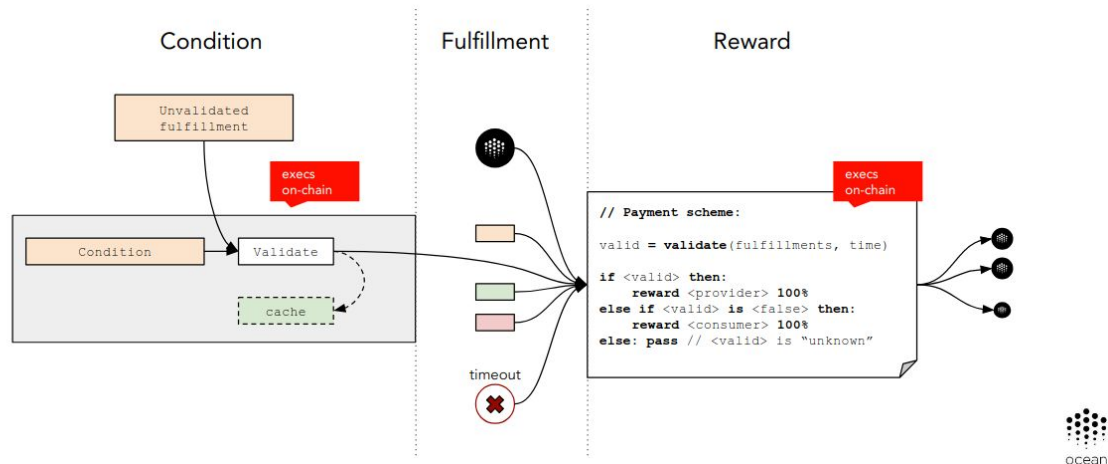 Condition
Fulfillment
Reward
Unvalidated
fulfillment
execs
on-chain
Condition
Validate
cache
timeout
execs
on-chain
// Payment scheme:
valid = validate(fulfillments, time)
if <valid> then:
reward <provider> 100%
else if <valid> is <false> then:
reward <consumer> 100%
else: pass // <valid> is “unknown”
ocean